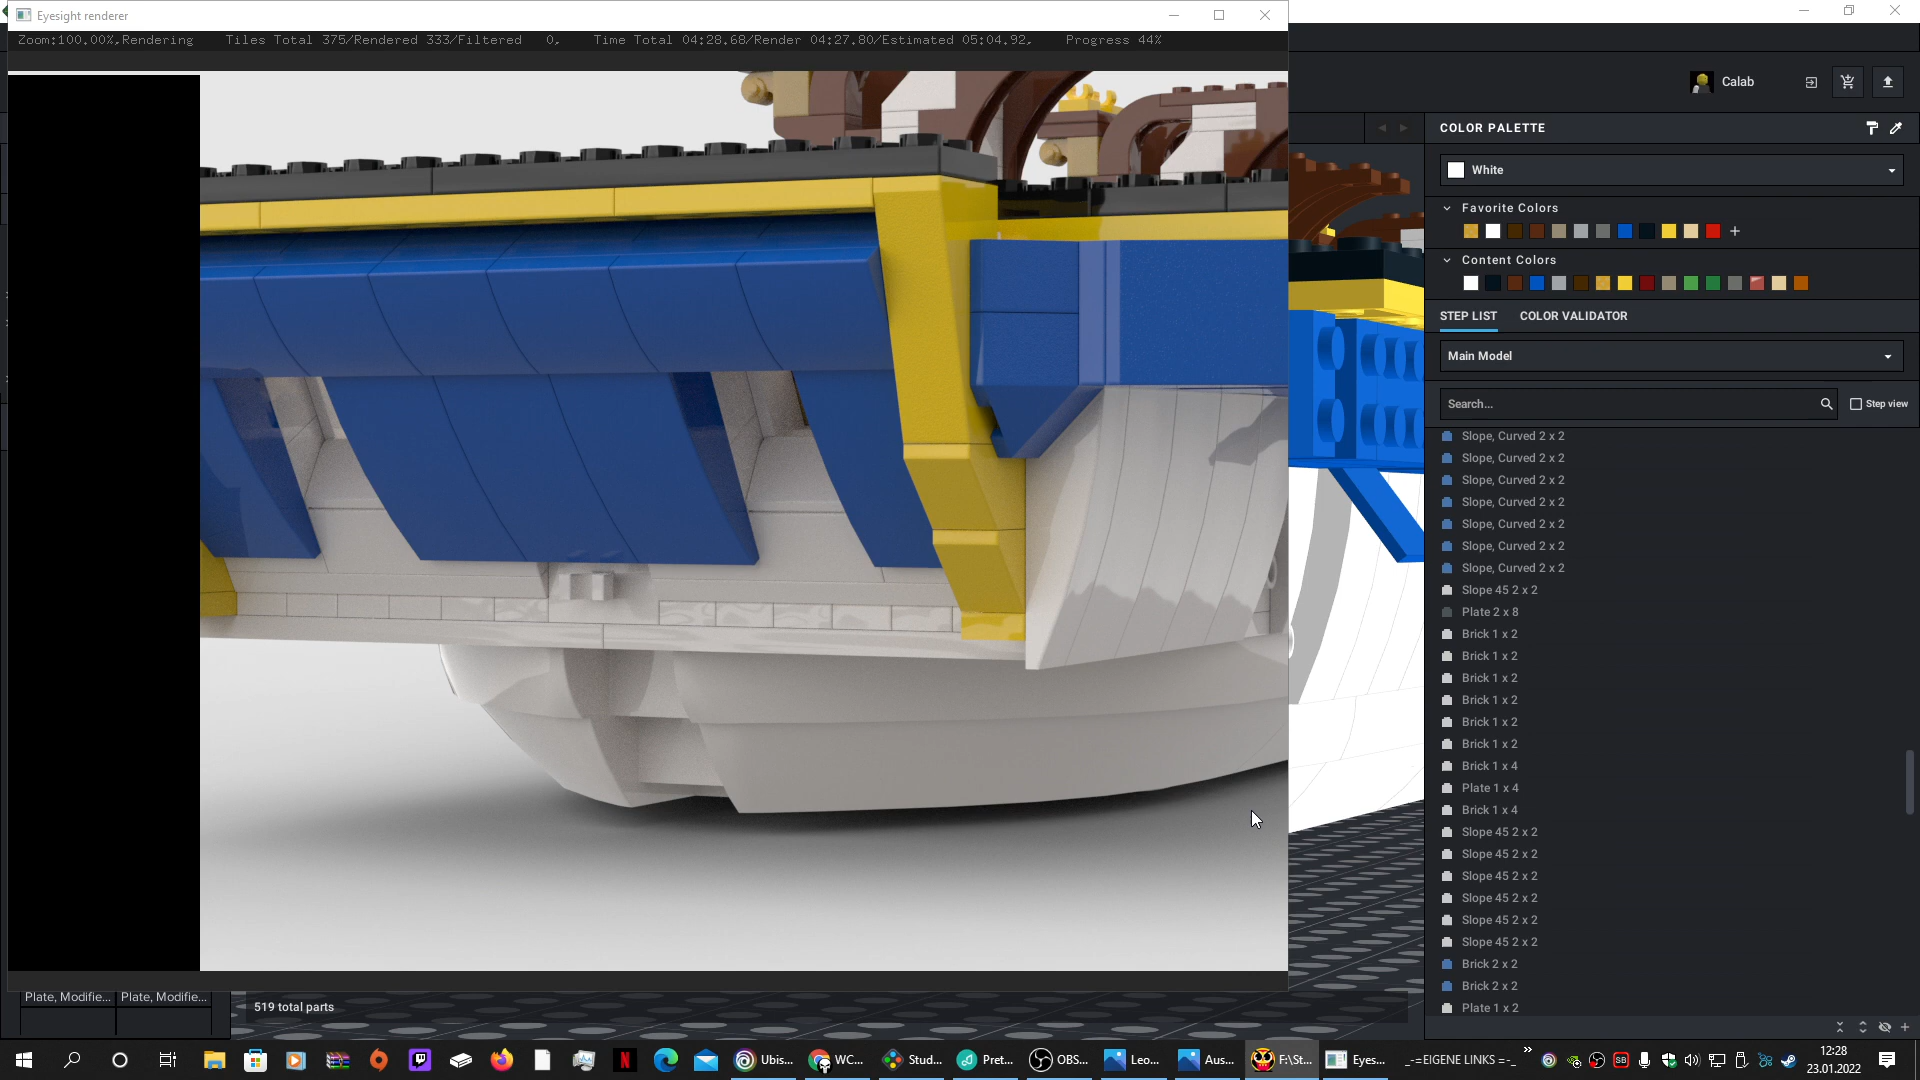 Eyesight renderer
Zoom:100.00%,Rendering Tiles Total 375/Rendered 333/Filtered 0, Time Total 04:28.68/Render 04:27.80/Estimated 05:04.92, Progress 44%
Calab
COLOR PALETTE
White
Favorite Colors
Content Colors
STEP LIST COLOR VALIDATOR
Main Model
Search... Step view
Slope, Curved 2 x 2
Slope, Curved 2 x 2
Slope, Curved 2 x 2
Slope, Curved 2 x 2
Slope, Curved 2 x 2
Slope, Curved 2 x 2
Slope, Curved 2 x 2
Slope 45 2 x 2
Plate 2 x 8
Brick 1 x 2
Brick 1 x 2
Brick 1 x 2
Brick 1 x 2
Brick 1 x 2
Brick 1 x 2
Brick 1 x 4
Plate 1 x 4
Brick 1 x 4
Slope 45 2 x 2
Slope 45 2 x 2
Slope 45 2 x 2
Slope 45 2 x 2
Slope 45 2 x 2
Slope 45 2 x 2
Brick 2 x 2
Brick 2 x 2
Plate 1 x 2
Plate, Modifie... Plate, Modifie...
519 total parts
Ubis... WC... Stud... Pret... OBS... Leo... Aus... F:\St... Eyes... _-=EIGENE LINKS =-_ » 12:28
23.01.2022